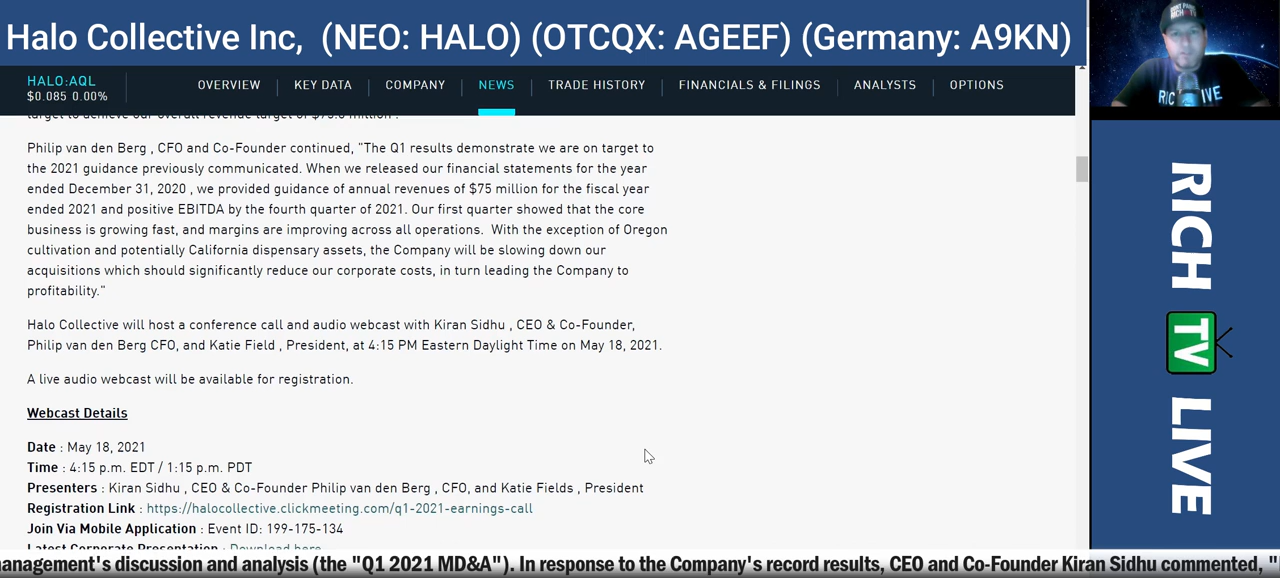 Halo Collective Inc, (NEO: HALO) (OTCQX: AGEEF) (Germany: A9KN)
HALO:AQL
$0.085 0.00%
OVERVIEW
KEY DATA
COMPANY
NEWS
TRADE HISTORY
FINANCIALS & FILINGS
ANALYSTS
OPTIONS
target to achieve our overall revenue target of
Philip van den Berg , CFO and Co-Founder continued, "The Q1 results demonstrate we are on target to
the 2021 guidance previously communicated. When we released our financial statements for the year
ended December 31, 2020 , we provided guidance of annual revenues of $75 million for the fiscal year
ended 2021 and positive EBITDA by the fourth quarter of 2021. Our first quarter showed that the core
business is growing fast, and margins are improving across all operations. With the exception of Oregon
cultivation and potentially California dispensary assets, the Company will be slowing down our
acquisitions which should significantly reduce our corporate costs, in turn leading the Company to
profitability."
Halo Collective will host a conference call and audio webcast with Kiran Sidhu , CEO & Co-Founder,
Philip van den Berg CFO, and Katie Field , President, at 4:15 PM Eastern Daylight Time on May 18, 2021.
A live audio webcast will be available for registration.
Webcast Details
Date : May 18, 2021
Time : 4:15 p.m. EDT / 1:15 p.m. PDT
Presenters : Kiran Sidhu , CEO & Co-Founder Philip van den Berg , CFO, and Katie Fields , President
Registration Link : https://halocollective.clickmeeting.com/q1-2021-earnings-call
Join Via Mobile Application : Event ID: 199-175-134
Latest Corporate Presentation : Download here
anagement's discussion and analysis (the "Q1 2021 MD&A"). In response to the Company's record results, CEO and Co-Founder Kiran Sidhu commented, "
RICH TV LIVE